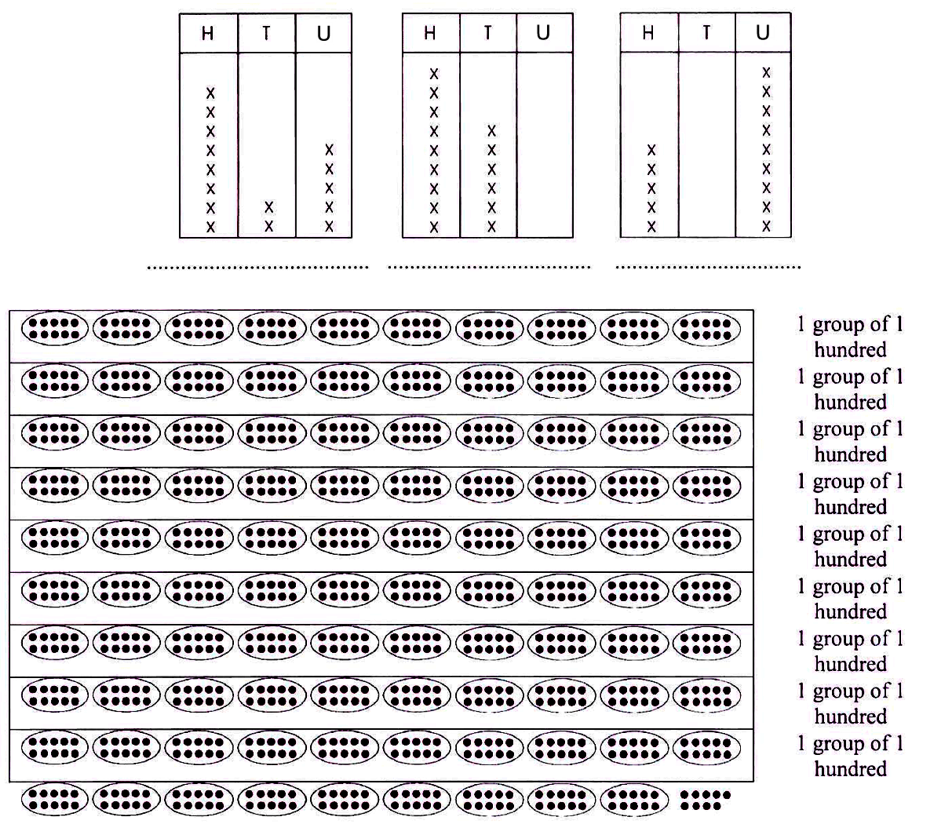 H T U H T U H T U
X X
X X X
X X X
X X X X
X X X X X X
X X X X X X
X X X X X X
X X X X X X X
X X X X X X X
1 group of 1
hundred
1 group of 1
hundred
1 group of 1
hundred
1 group of 1
hundred
1 group of 1
hundred
1 group of 1
hundred
1 group of 1
hundred
1 group of 1
hundred
1 group of 1
hundred